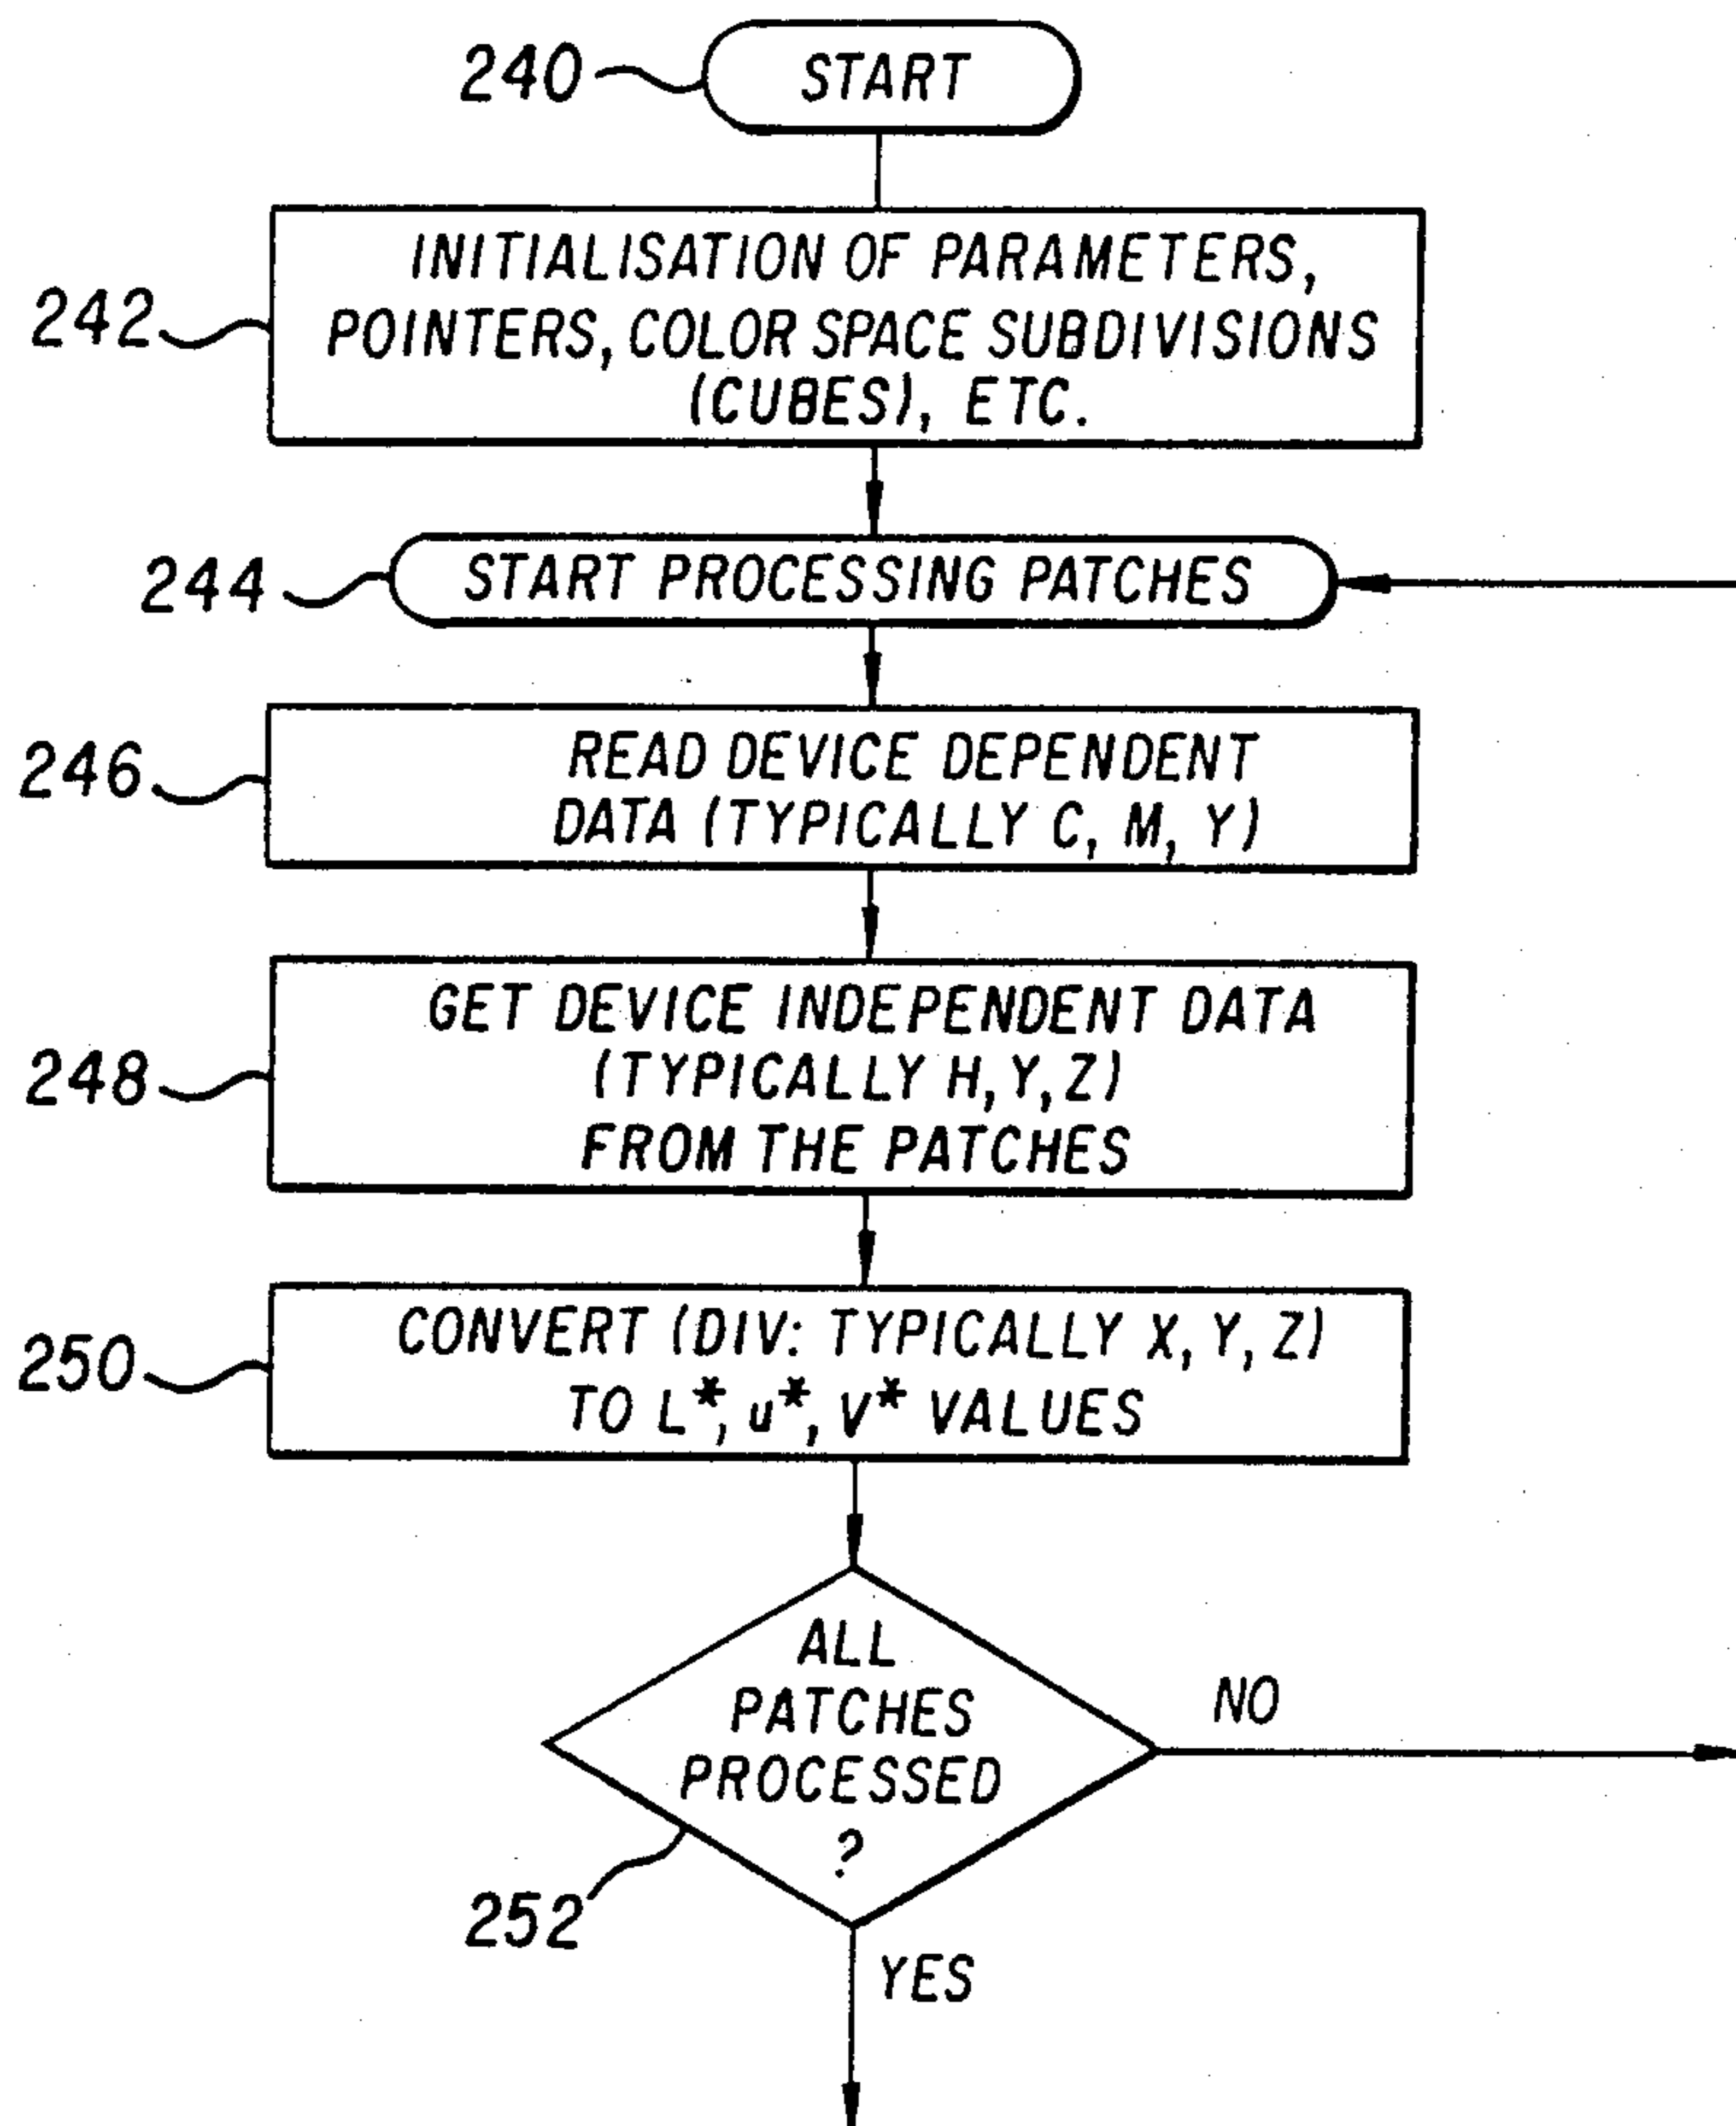 240
START
242
INITIALISATION OF PARAMETERS,
POINTERS, COLOR SPACE SUBDIVISIONS
(CUBES), ETC.
244
START PROCESSING PATCHES
246
READ DEVICE DEPENDENT
DATA (TYPICALLY C, M, Y)
248
GET DEVICE INDEPENDENT DATA
(TYPICALLY H, Y, Z)
FROM THE PATCHES
250
CONVERT (DIV: TYPICALLY X, Y, Z)
TO L*, u*, V* VALUES
ALL
PATCHES
PROCESSED
?
NO
252
YES